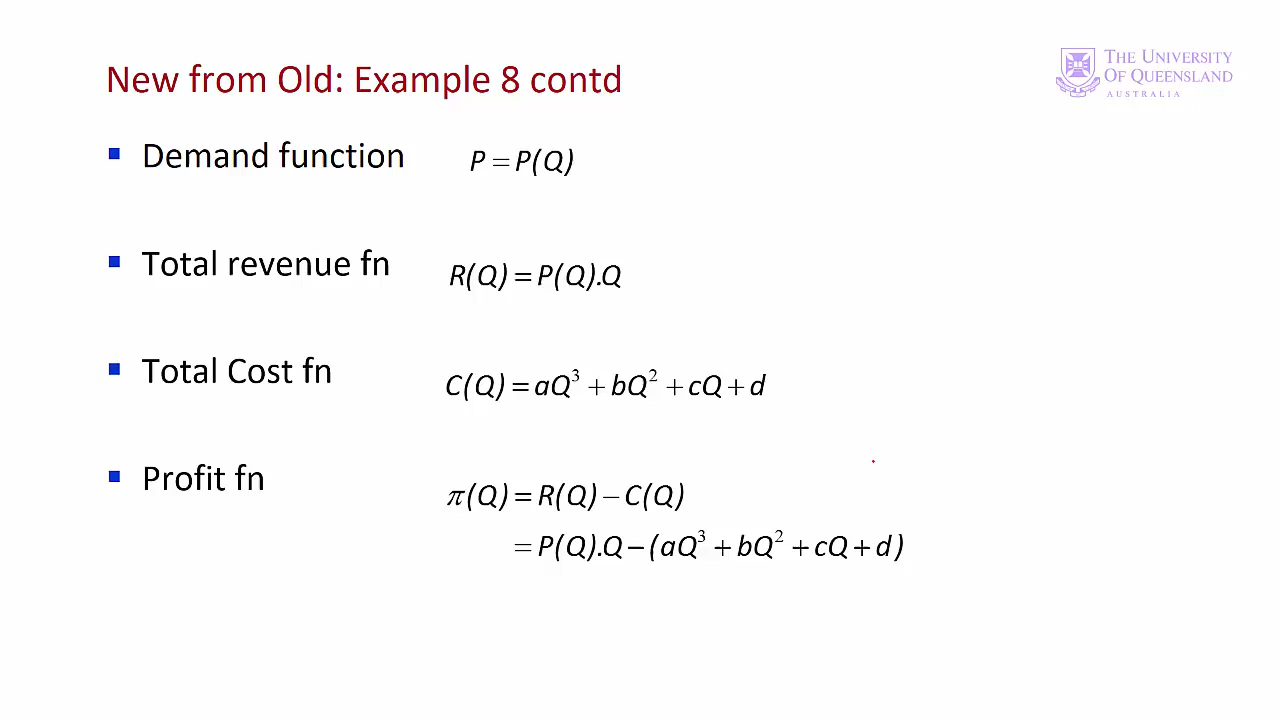 New from Old: Example 8 contd
THE UNIVERSITY
OF QUEENSLAND
AUSTRALIA
▪ Demand function P = P(Q)
▪ Total revenue fn R(Q) = P(Q).Q
▪ Total Cost fn C(Q) = aQ³ + bQ² + cQ + d
▪ Profit fn π(Q) = R(Q) – C(Q)
= P(Q).Q – (aQ³ + bQ² + cQ + d)